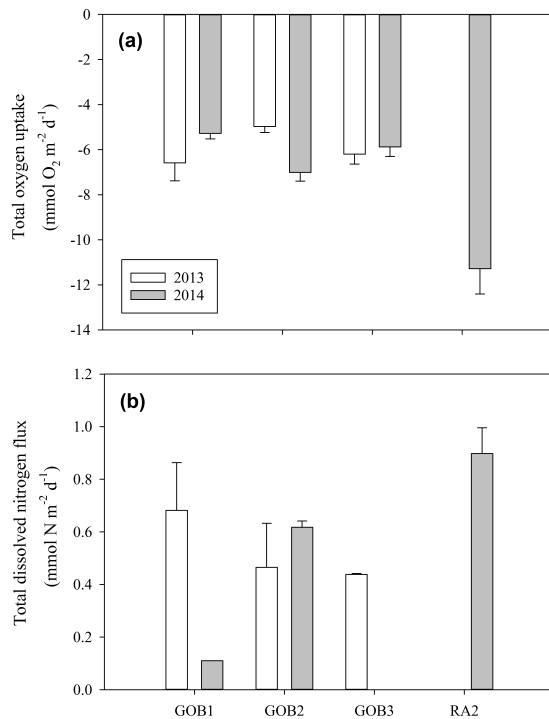 (a)
Total oxygen uptake
(mmol O₂ m⁻² d⁻¹)
0
-2
-4
-6
-8
-10
-12
-14
2013
2014
(b)
Total dissolved nitrogen flux
(mmol N m⁻² d⁻¹)
1.2
1.0
0.8
0.6
0.4
0.2
0.0
GOB1 GOB2 GOB3 RA2